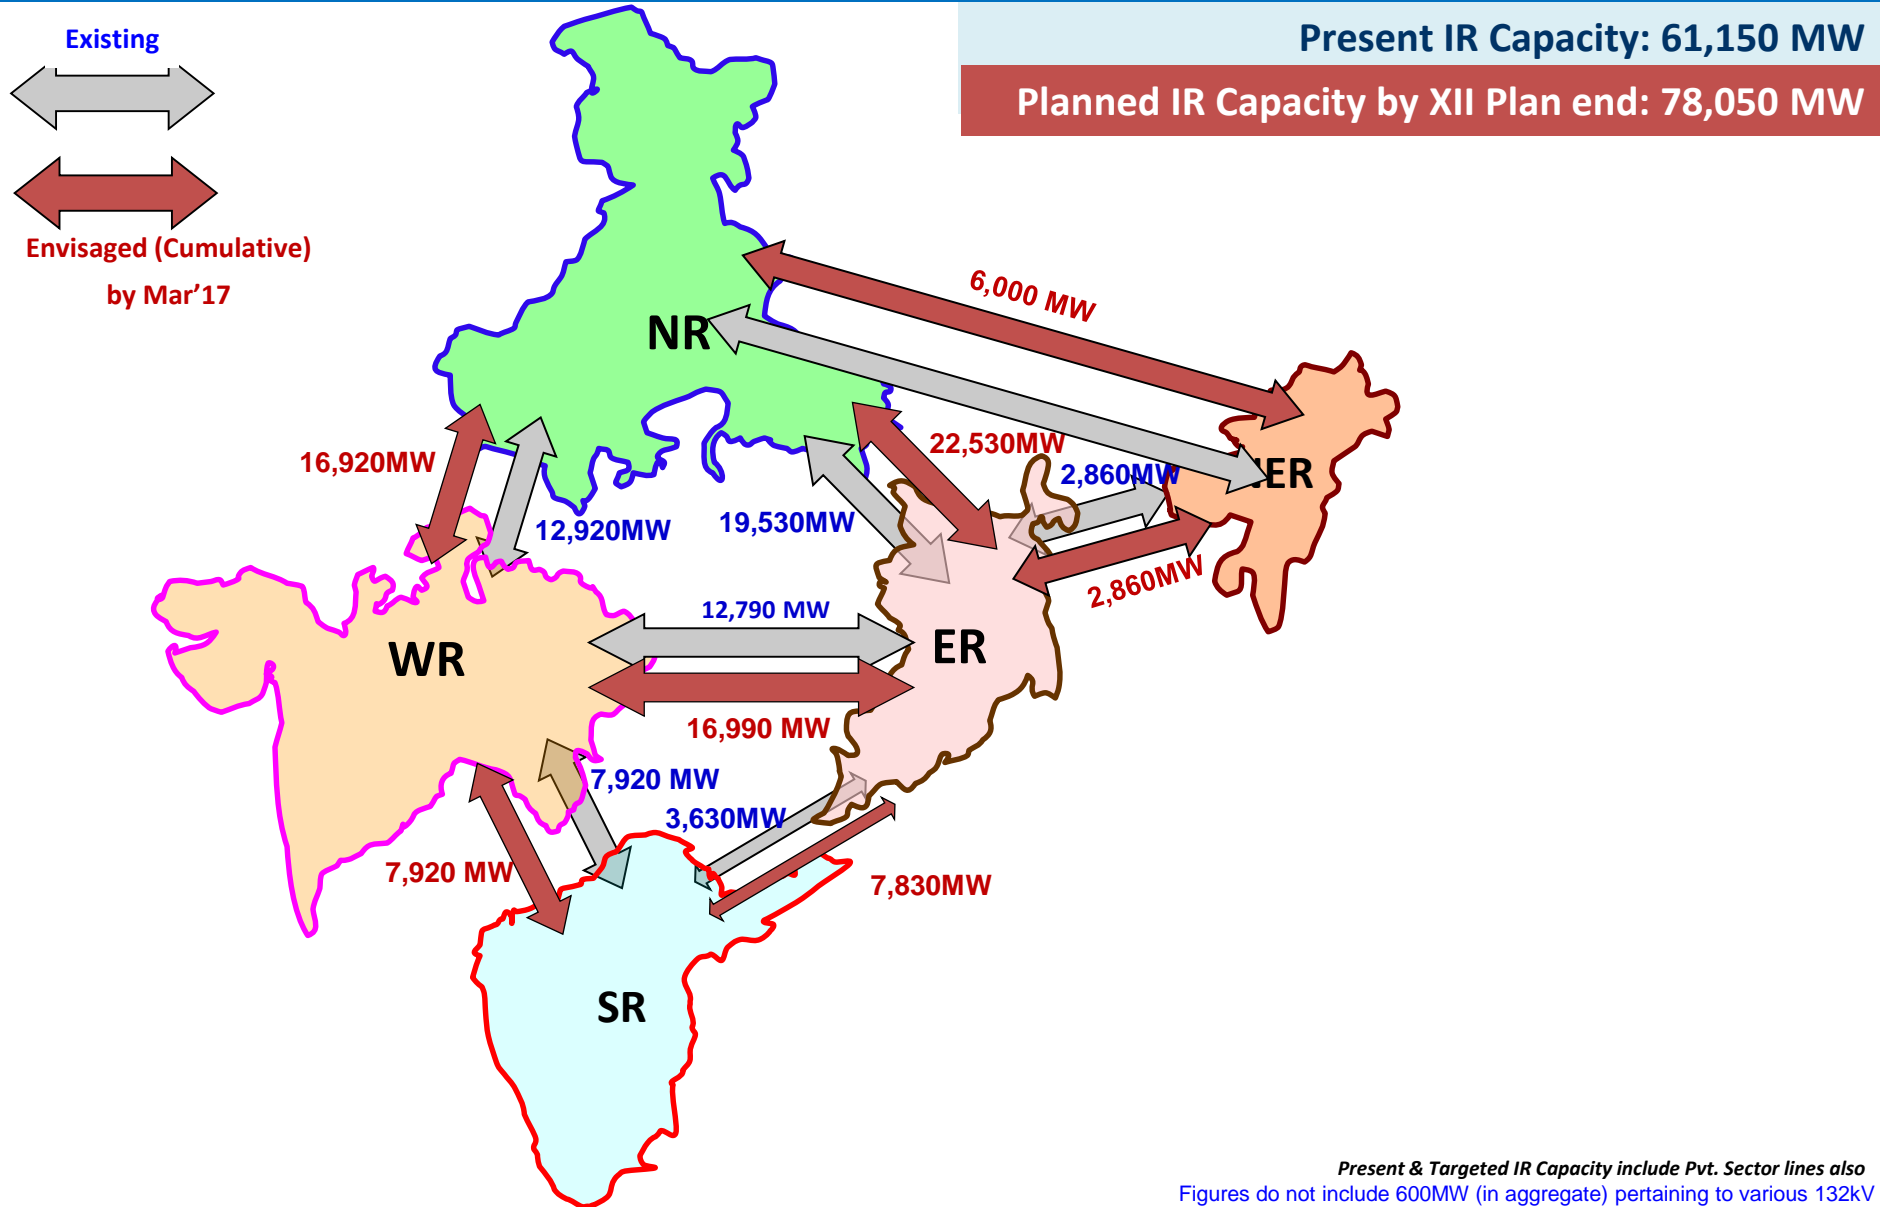 Existing
Present IR Capacity: 61,150 MW
Planned IR Capacity by XII Plan end: 78,050 MW
Envisaged (Cumulative)
by Mar’17
6,000 MW
NR
16,920MW
22,530MW
2,860MW
12,920MW
19,530MW
2,860MW
12,790 MW
WR
ER
16,990 MW
7,920 MW
3,630MW
7,920 MW
7,830MW
SR
Present & Targeted IR Capacity include Pvt. Sector lines also
Figures do not include 600MW (in aggregate) pertaining to various 132kV